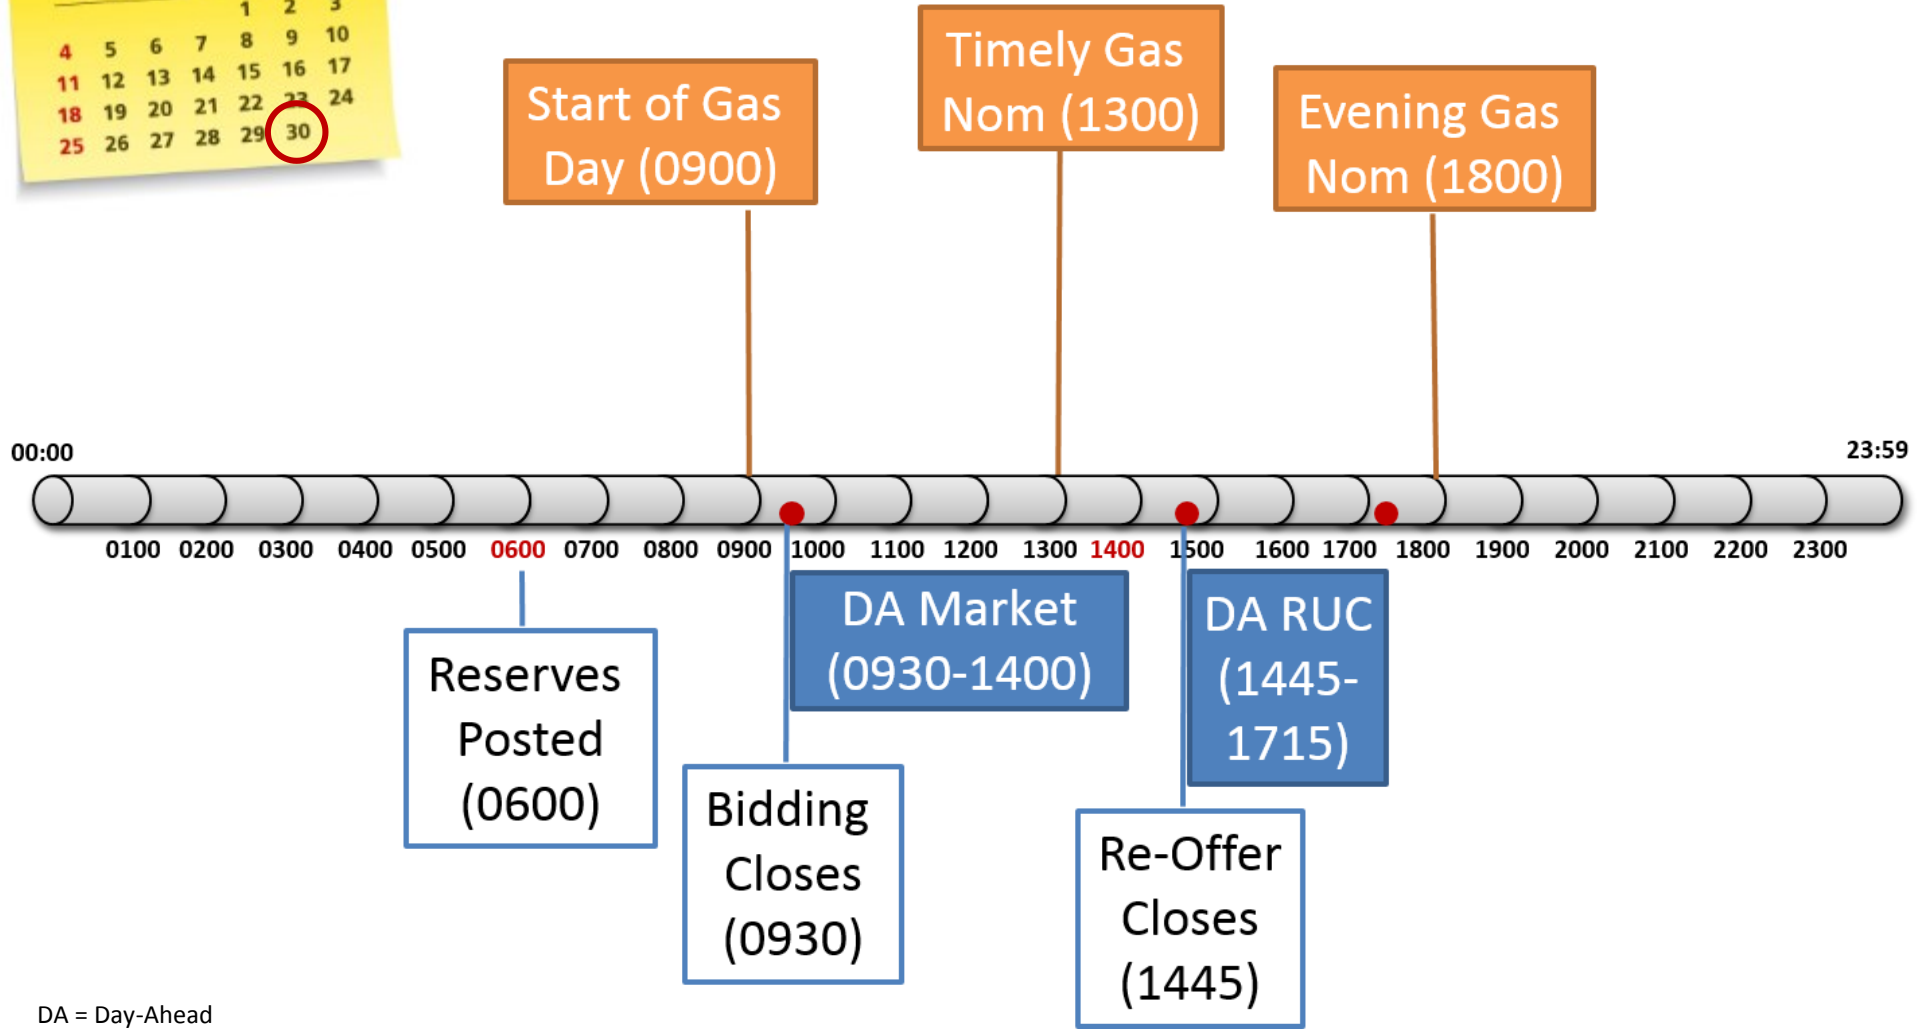 1 2 3
4 5 6 7 8 9 10
11 12 13 14 15 16 17
18 19 20 21 22 23 24
25 26 27 28 29 30
Start of Gas
Day (0900)
Timely Gas
Nom (1300)
Evening Gas
Nom (1800)
00:00
23:59
0100 0200 0300 0400 0500 0600 0700 0800 0900 1000 1100 1200 1300 1400 1500 1600 1700 1800 1900 2000 2100 2200 2300
Reserves
Posted
(0600)
Bidding
Closes
(0930)
DA Market
(0930-1400)
DA RUC
(1445-
1715)
Re-Offer
Closes
(1445)
DA = Day-Ahead